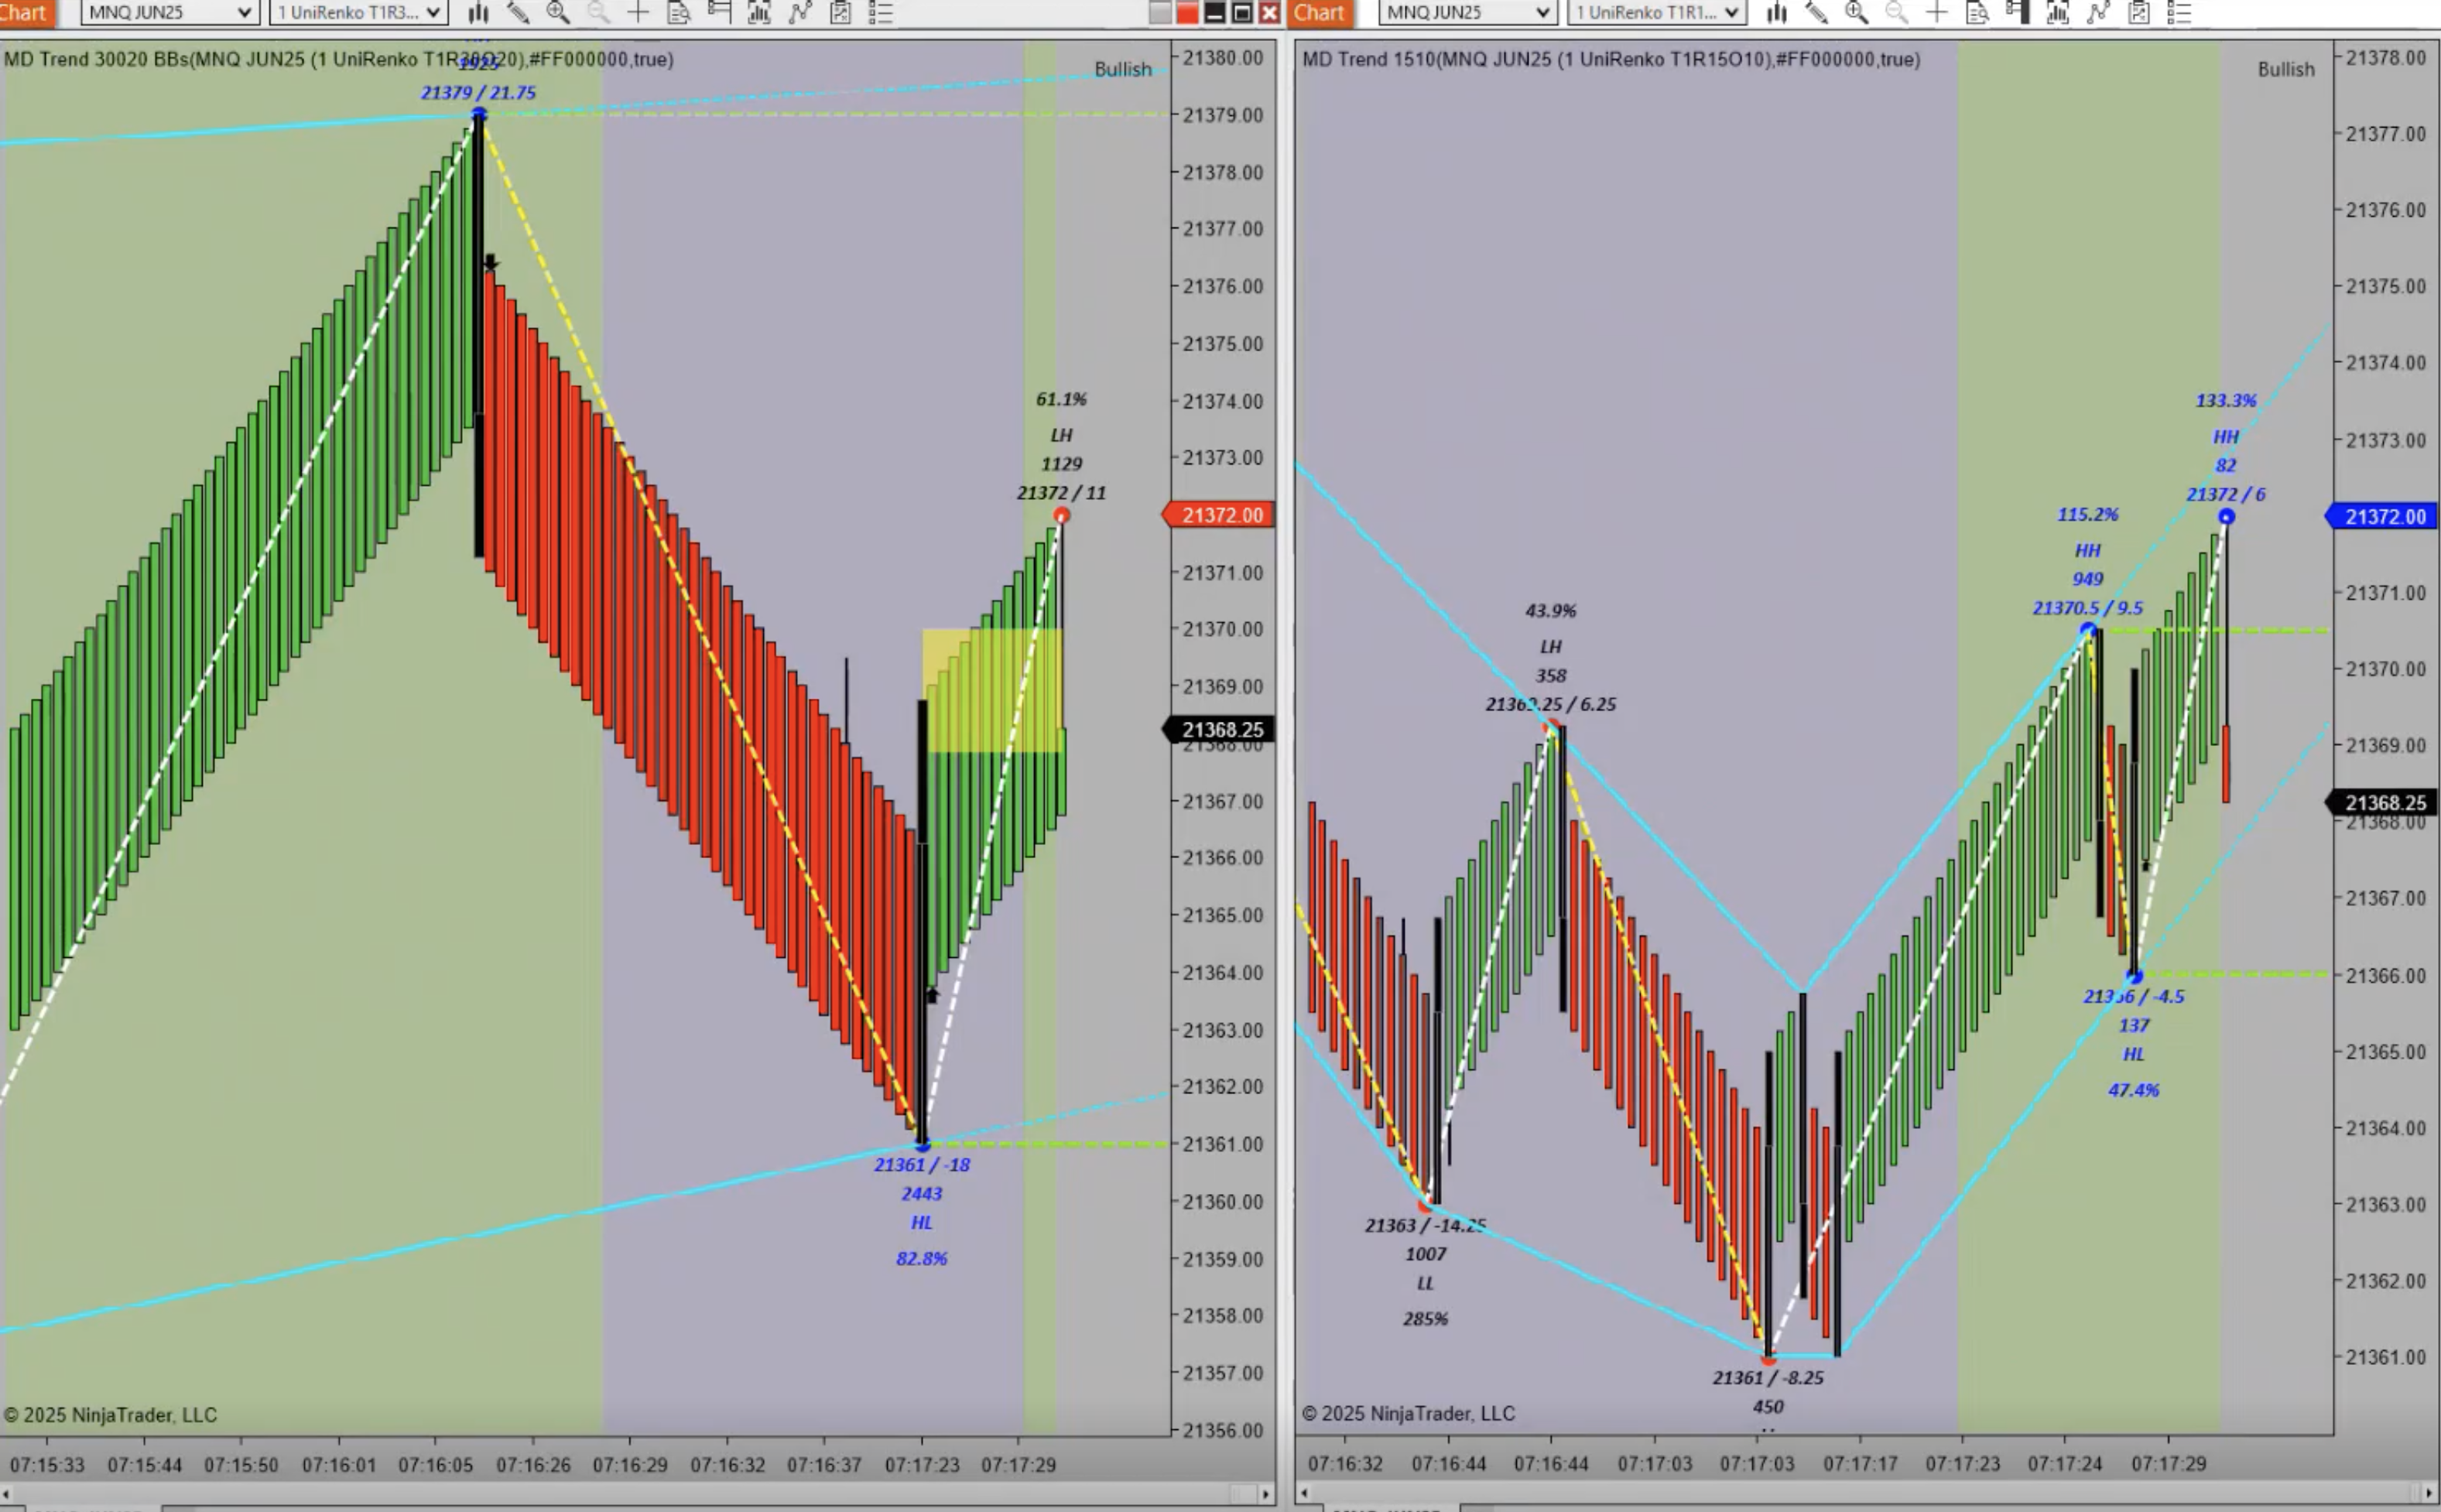 Chart
MNQ JUN25
1 UniRenko T1R3...
MD Trend 30020 BBs(MNQ JUN25 (1 UniRenko T1R30O20),#FF000000,true)
Bullish
1925
21379 / 21.75
61.1%
LH
1129
21372 / 11
21361 / -18
2443
HL
82.8%
21380.00
21379.00
21378.00
21377.00
21376.00
21375.00
21374.00
21373.00
21372.00
21371.00
21370.00
21369.00
21368.25
21368.00
21367.00
21366.00
21365.00
21364.00
21363.00
21362.00
21361.00
21360.00
21359.00
21358.00
21357.00
21356.00
© 2025 NinjaTrader, LLC
07:15:33 07:15:44 07:15:50 07:16:01 07:16:05 07:16:26 07:16:29 07:16:32 07:16:37 07:17:23 07:17:29
Chart
MNQ JUN25
1 UniRenko T1R1...
MD Trend 1510(MNQ JUN25 (1 UniRenko T1R15O10),#FF000000,true)
Bullish
133.3%
HH
82
21372 / 6
115.2%
HH
949
21370.5 / 9.5
43.9%
LH
358
21369.25 / 6.25
21366 / -4.5
137
HL
47.4%
21363 / -14.25
1007
LL
285%
21361 / -8.25
450
21378.00
21377.00
21376.00
21375.00
21374.00
21373.00
21372.00
21371.00
21370.00
21369.00
21368.25
21368.00
21367.00
21366.00
21365.00
21364.00
21363.00
21362.00
21361.00
© 2025 NinjaTrader, LLC
07:16:32 07:16:44 07:16:44 07:17:03 07:17:03 07:17:17 07:17:23 07:17:24 07:17:29